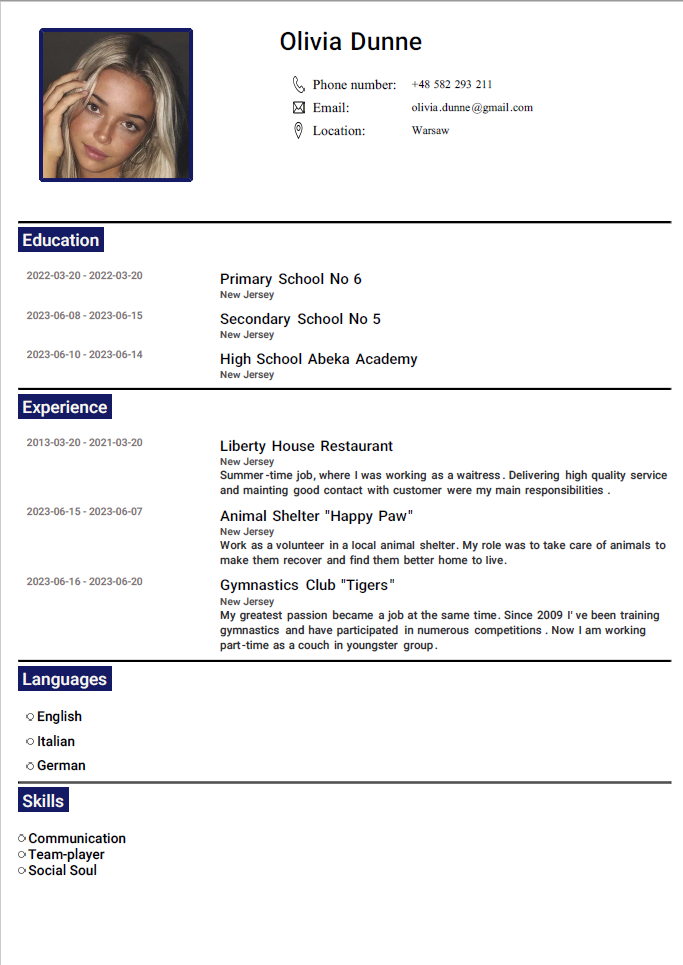 Olivia Dunne
Phone number: +48 582 293 211
Email: olivia.dunne@gmail.com
Location: Warsaw
Education
2022-03-20 - 2022-03-20
Primary School No 6
New Jersey
2023-06-08 - 2023-06-15
Secondary School No 5
New Jersey
2023-06-10 - 2023-06-14
High School Abeka Academy
New Jersey
Experience
2013-03-20 - 2021-03-20
Liberty House Restaurant
New Jersey
Summer-time job, where I was working as a waitress. Delivering high quality service
and mainting good contact with customer were my main responsibilities .
2023-06-15 - 2023-06-07
Animal Shelter "Happy Paw"
New Jersey
Work as a volunteer in a local animal shelter. My role was to take care of animals to
make them recover and find them better home to live.
2023-06-16 - 2023-06-20
Gymnastics Club "Tigers"
New Jersey
My greatest passion became a job at the same time. Since 2009 I've been training
gymnastics and have participated in numerous competitions . Now I am working
part-time as a couch in youngster group.
Languages
English
Italian
German
Skills
Communication
Team-player
Social Soul